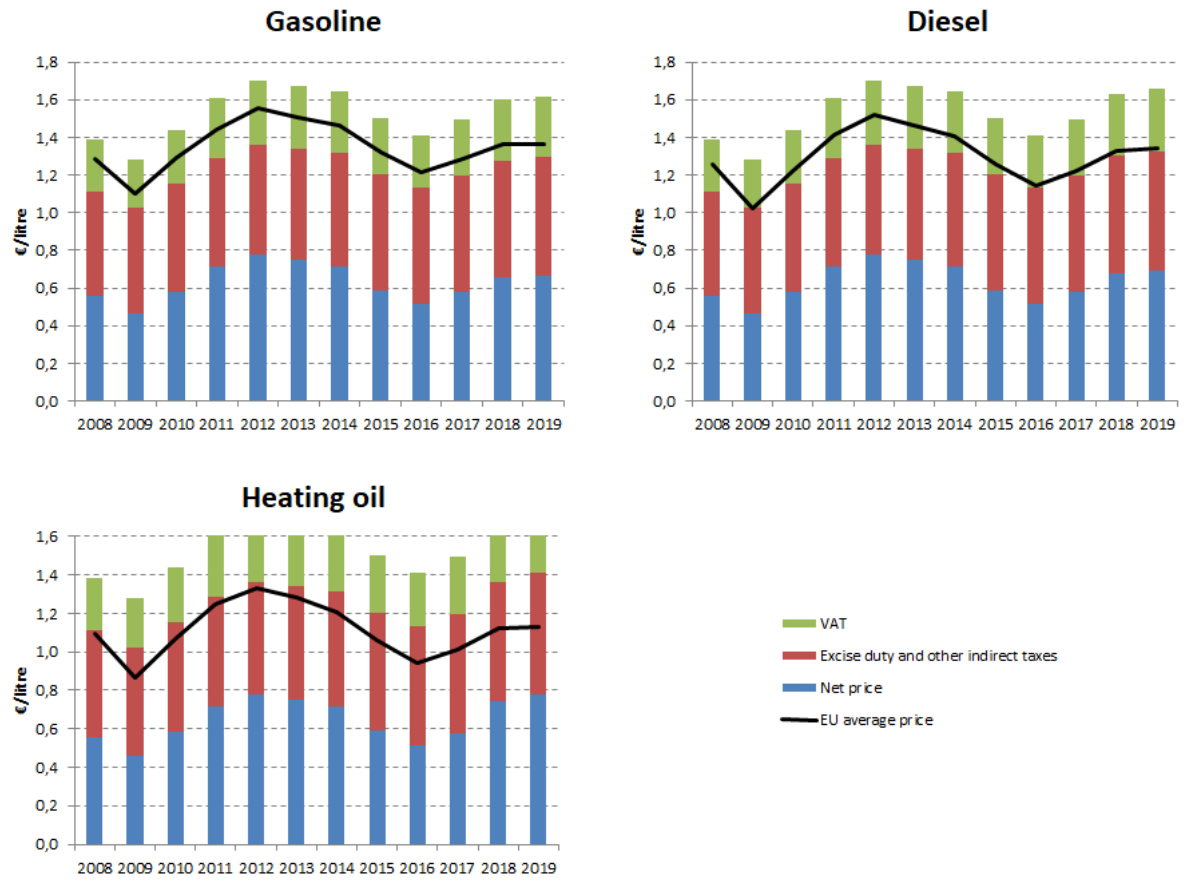 Gasoline
1,8
1,6
1,4
1,2
1,0
0,8
0,6
0,4
0,2
0,0
€/litre
2008 2009 2010 2011 2012 2013 2014 2015 2016 2017 2018 2019
Diesel
1,8
1,6
1,4
1,2
1,0
0,8
0,6
0,4
0,2
0,0
€/litre
2008 2009 2010 2011 2012 2013 2014 2015 2016 2017 2018 2019
Heating oil
1,6
1,4
1,2
1,0
0,8
0,6
0,4
0,2
0,0
€/litre
2008 2009 2010 2011 2012 2013 2014 2015 2016 2017 2018 2019
VAT
Excise duty and other indirect taxes
Net price
EU average price